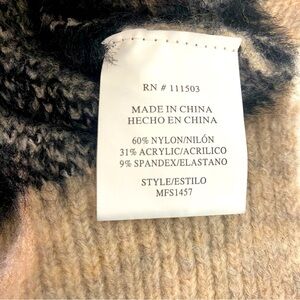 RN # 111503
MADE IN CHINA
HECHO EN CHINA
60% NYLON/NILÓN
31% ACRYLIC/ACRILICO
9% SPANDEX/ELASTANO
STYLE/ESTILO
MFS1457